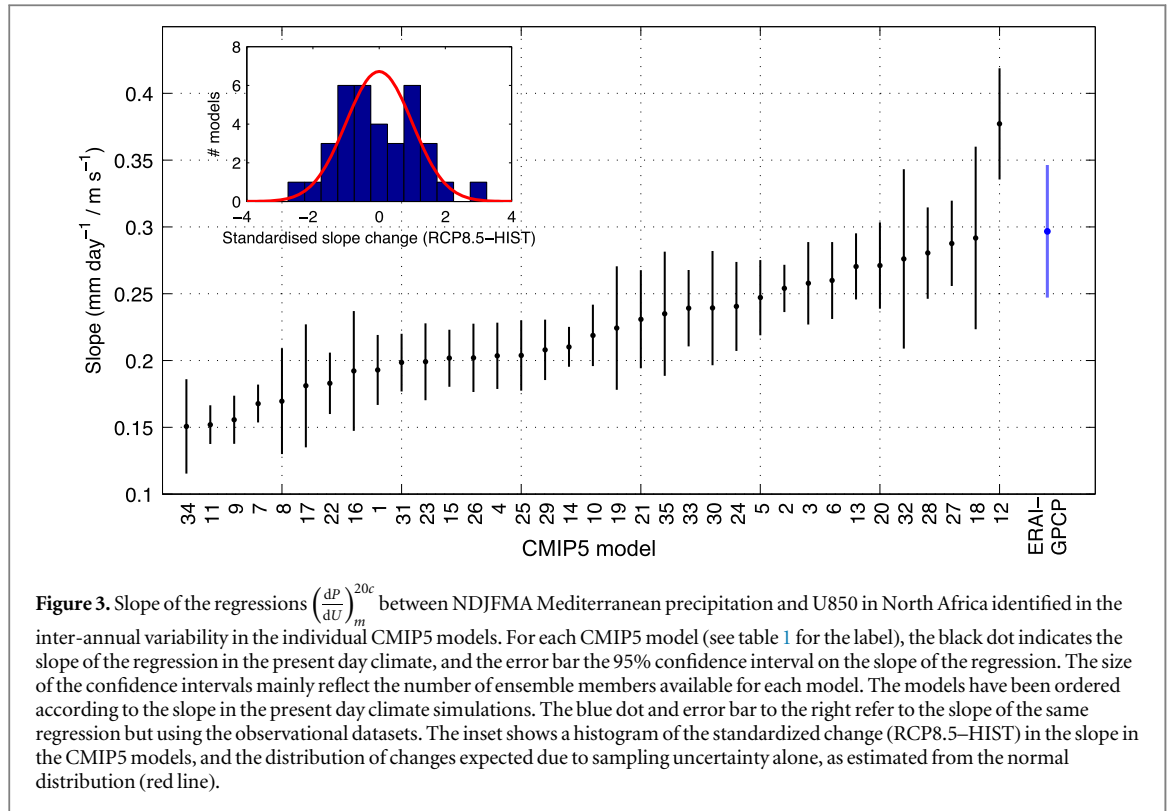 8
6
4
2
0
# models
−4
−2
0
2
4
Standardised slope change (RCP8.5−HIST)
0.4
0.35
0.3
0.25
0.2
0.15
0.1
Slope (mm day⁻¹ / m s⁻¹)
34 11 9 7 8 17 22 16 1 31 23 15 26 4 25 29 14 10 19 21 35 33 30 24 5 2 3 6 13 20 32 28 27 18 12 ERAI−
GPCP
CMIP5 model
Figure 3. Slope of the regressions (dP/dU)ₘ²⁰ᶜ between NDJFMA Mediterranean precipitation and U850 in North Africa identified in the
inter-annual variability in the individual CMIP5 models. For each CMIP5 model (see table 1 for the label), the black dot indicates the
slope of the regression in the present day climate, and the error bar the 95% confidence interval on the slope of the regression. The size
of the confidence intervals mainly reflect the number of ensemble members available for each model. The models have been ordered
according to the slope in the present day climate simulations. The blue dot and error bar to the right refer to the slope of the same
regression but using the observational datasets. The inset shows a histogram of the standardized change (RCP8.5–HIST) in the slope in
the CMIP5 models, and the distribution of changes expected due to sampling uncertainty alone, as estimated from the normal
distribution (red line).